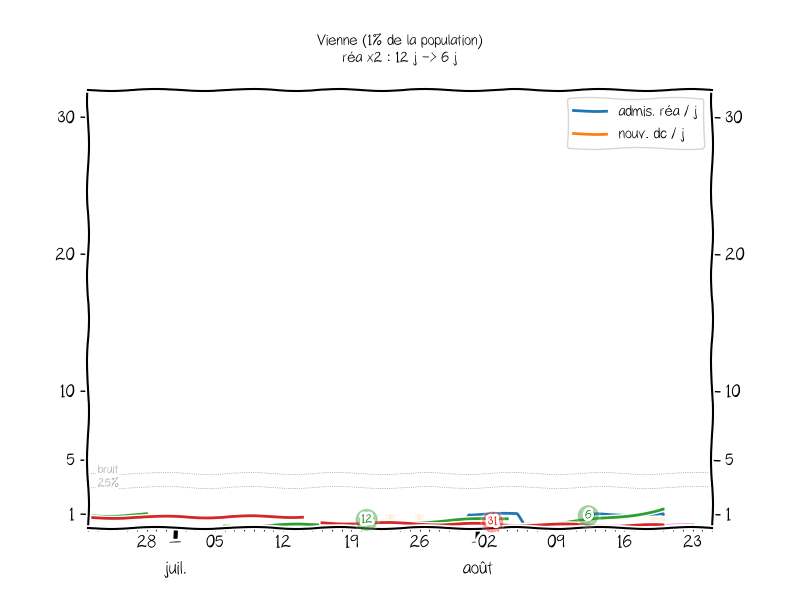 Vienne (1% de la population)
réa x2 : 12 j -> 6 j
admis. réa / j
nouv. dc / j
30 30
20 20
10 10
5 5
bruit
25%
1 1
12 31 6
28 05 12 19 26 02 09 16 23
juil. août